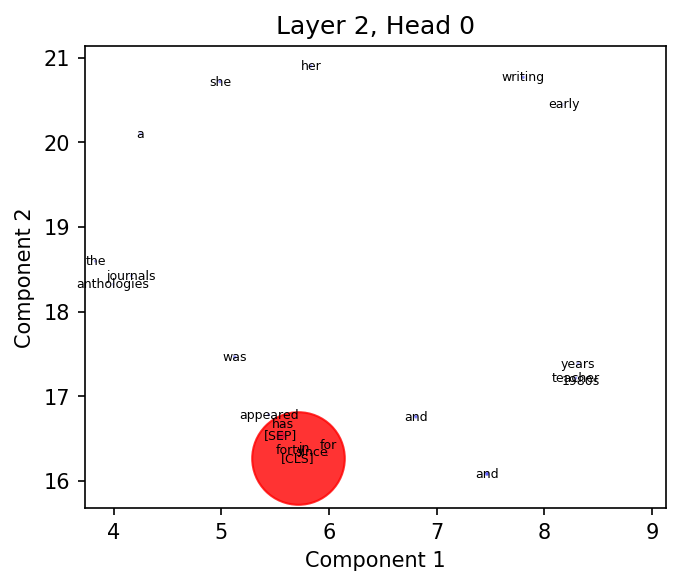 Layer 2, Head 0
21
20
19
18
17
16
Component 2
her
she
writing
early
a
the
journals
anthologies
was
years
teacher
1980s
appeared
and
has
[SEP]
for
in
since
[CLS]
and
4 5 6 7 8 9
Component 1